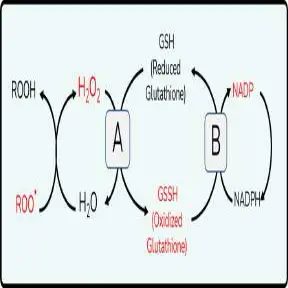 GSH
(Reduced
Glutathione)
ROOH
H₂O₂
NADP
A
B
ROO•
H₂O
GSSH
(Oxidized
Glutathione)
NADPH